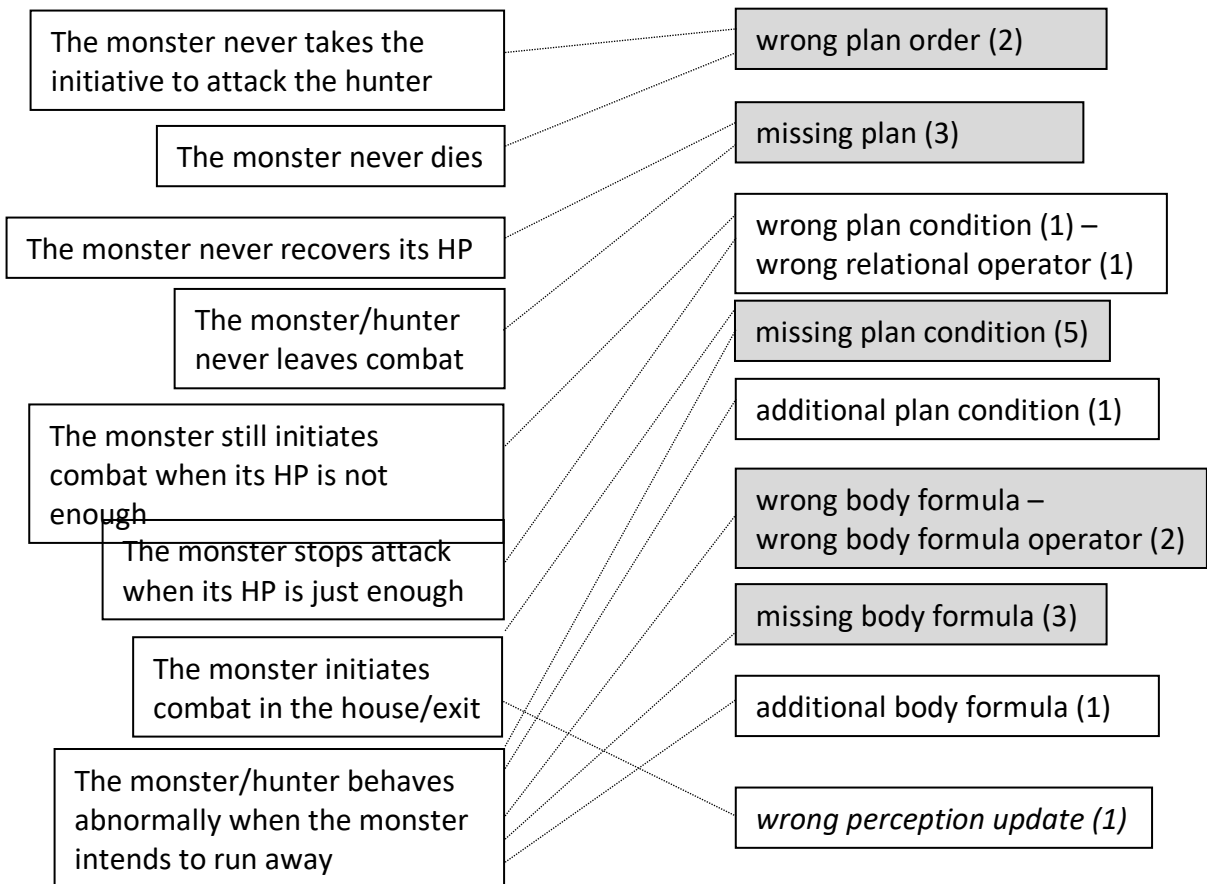 The monster never takes the
initiative to attack the hunter
The monster never dies
The monster never recovers its HP
The monster/hunter
never leaves combat
The monster still initiates
combat when its HP is not
enough
The monster stops attack
when its HP is just enough
The monster initiates
combat in the house/exit
The monster/hunter behaves
abnormally when the monster
intends to run away
wrong plan order (2)
missing plan (3)
wrong plan condition (1) –
wrong relational operator (1)
missing plan condition (5)
additional plan condition (1)
wrong body formula –
wrong body formula operator (2)
missing body formula (3)
additional body formula (1)
wrong perception update (1)